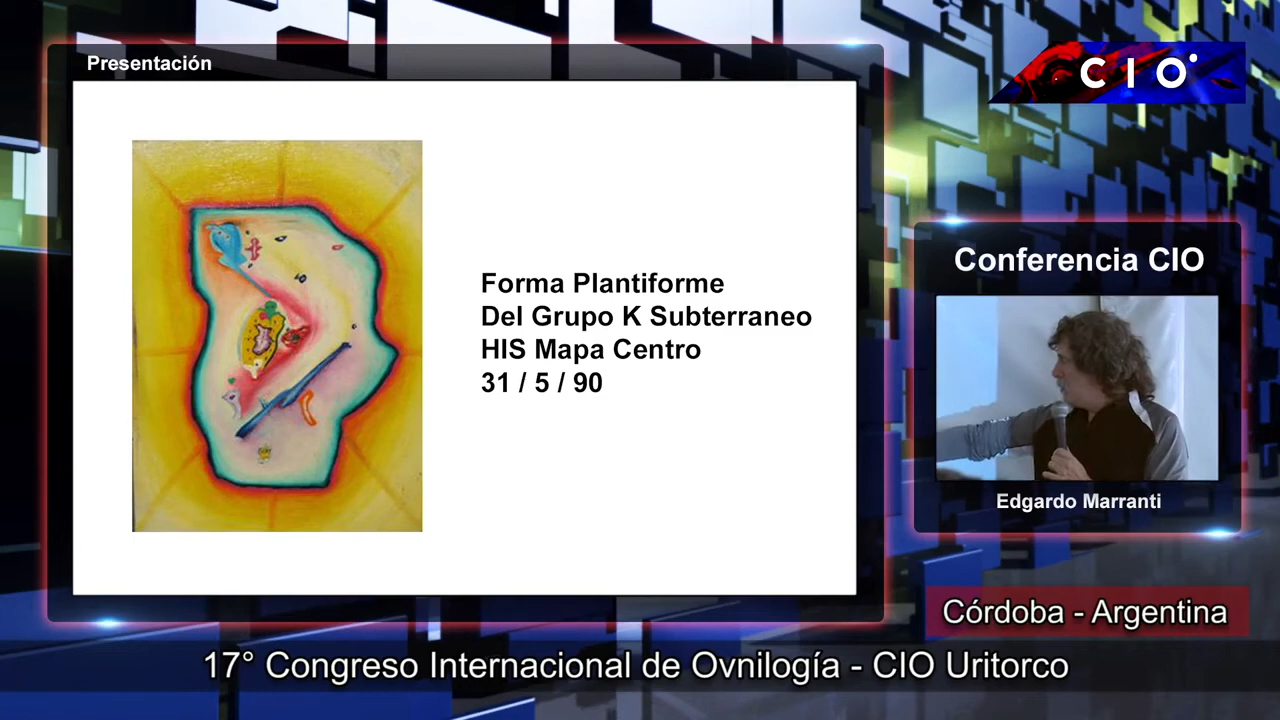 Presentación
CIO
Forma Plantiforme
Del Grupo K Subterraneo
HIS Mapa Centro
31 / 5 / 90
Conferencia CIO
Edgardo Marranti
Córdoba - Argentina
17° Congreso Internacional de Ovnilogía - CIO Uritorco